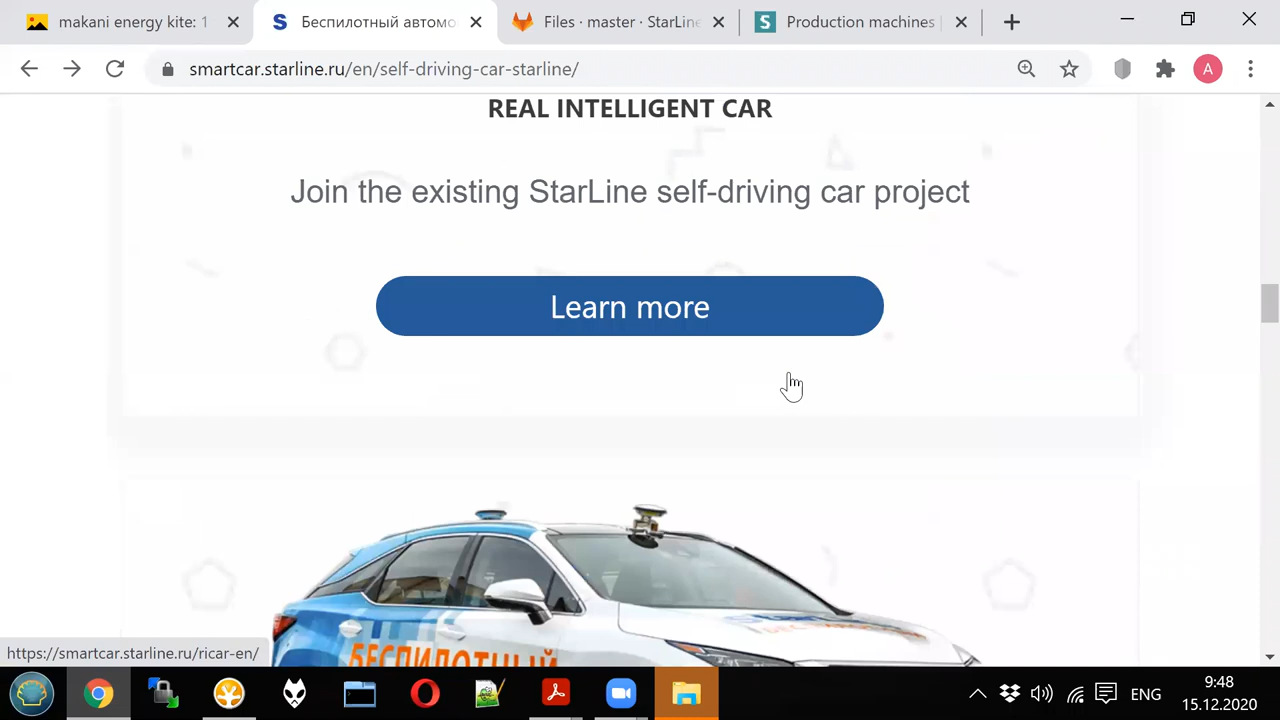 makani energy kite: 1
Беспилотный автомо
Files · master · StarLine
Production machines
smartcar.starline.ru/en/self-driving-car-starline/
A
REAL INTELLIGENT CAR
Join the existing StarLine self-driving car project
Learn more
БЕСПИЛОТНЫЙ
https://smartcar.starline.ru/ricar-en/
ENG
9:48
15.12.2020